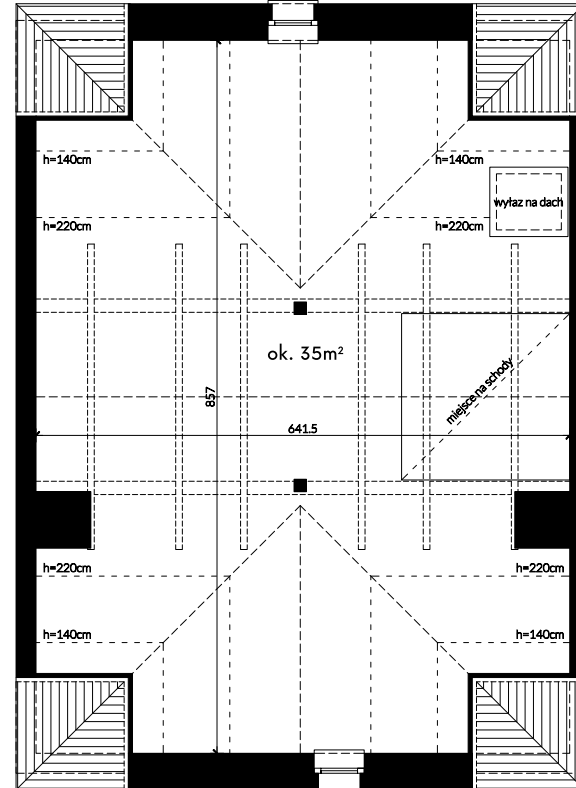 h=140cm
h=140cm
wyłaz na dach
h=220cm
h=220cm
ok. 35m²
miejsce na schody
857
641.5
h=220cm
h=220cm
h=140cm
h=140cm